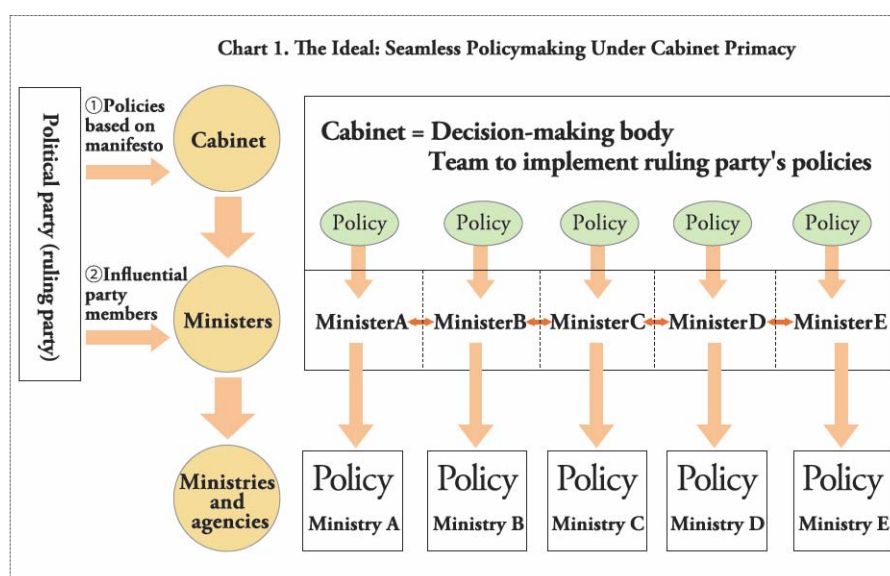 Chart 1. The Ideal: Seamless Policymaking Under Cabinet Primacy
Political party (ruling party)
①Policies
based on
manifesto
②Influential
party
members
Cabinet
Ministers
Ministries
and
agencies
Cabinet = Decision-making body
Team to implement ruling party's policies
Policy Policy Policy Policy Policy
MinisterA MinisterB MinisterC MinisterD MinisterE
Policy Policy Policy Policy Policy
Ministry A Ministry B Ministry C Ministry D Ministry E